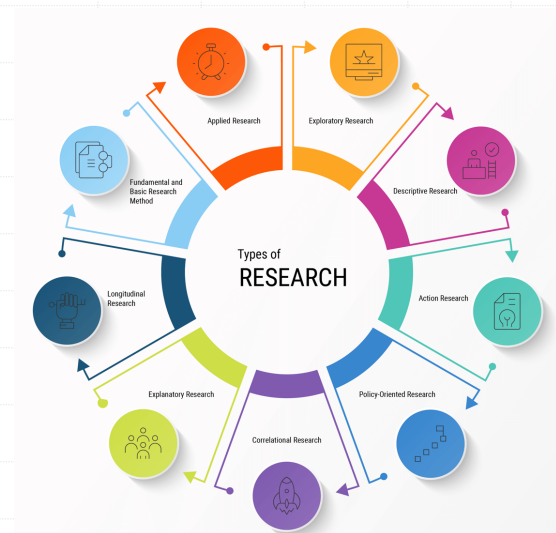 Types of
RESEARCH
Applied Research
Exploratory Research
Descriptive Research
Action Research
Policy-Oriented Research
Correlational Research
Explanatory Research
Longitudinal
Research
Fundamental and
Basic Research
Method